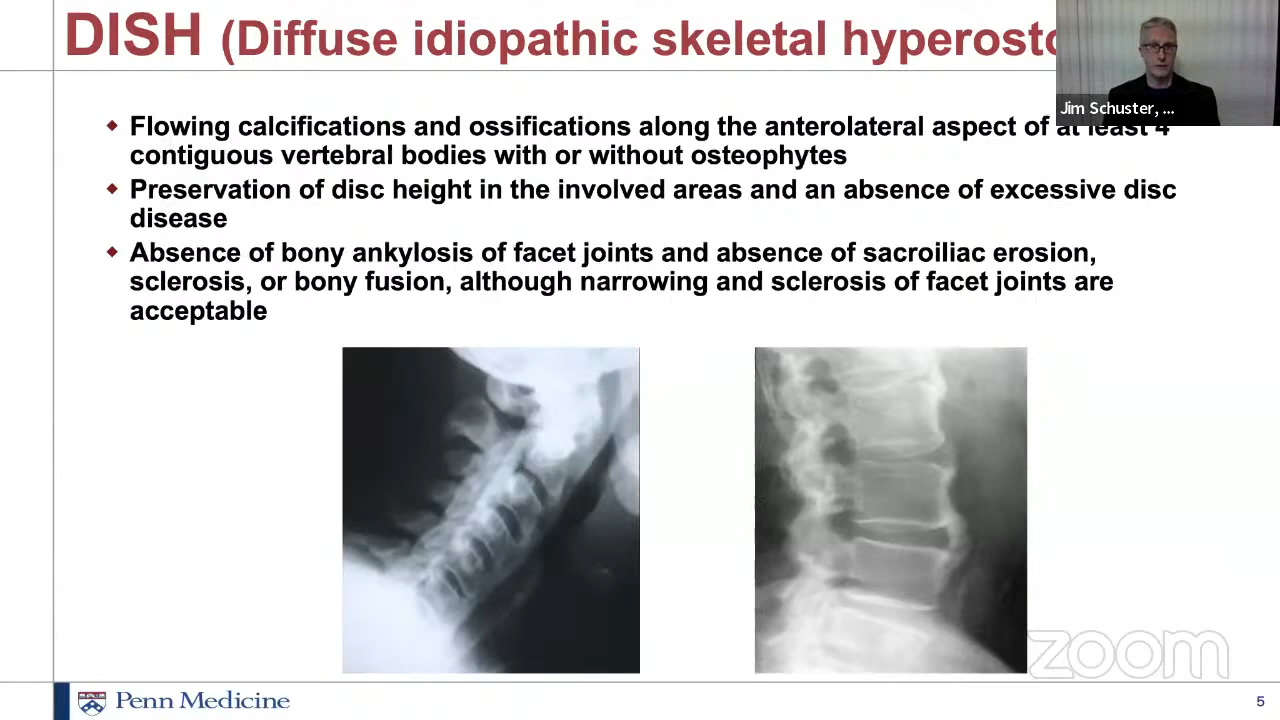 DISH (Diffuse idiopathic skeletal hyperosto
Jim Schuster, ...
Flowing calcifications and ossifications along the anterolateral aspect of at least 4
contiguous vertebral bodies with or without osteophytes
Preservation of disc height in the involved areas and an absence of excessive disc
disease
Absence of bony ankylosis of facet joints and absence of sacroiliac erosion,
sclerosis, or bony fusion, although narrowing and sclerosis of facet joints are
acceptable
zoom
Penn Medicine
5